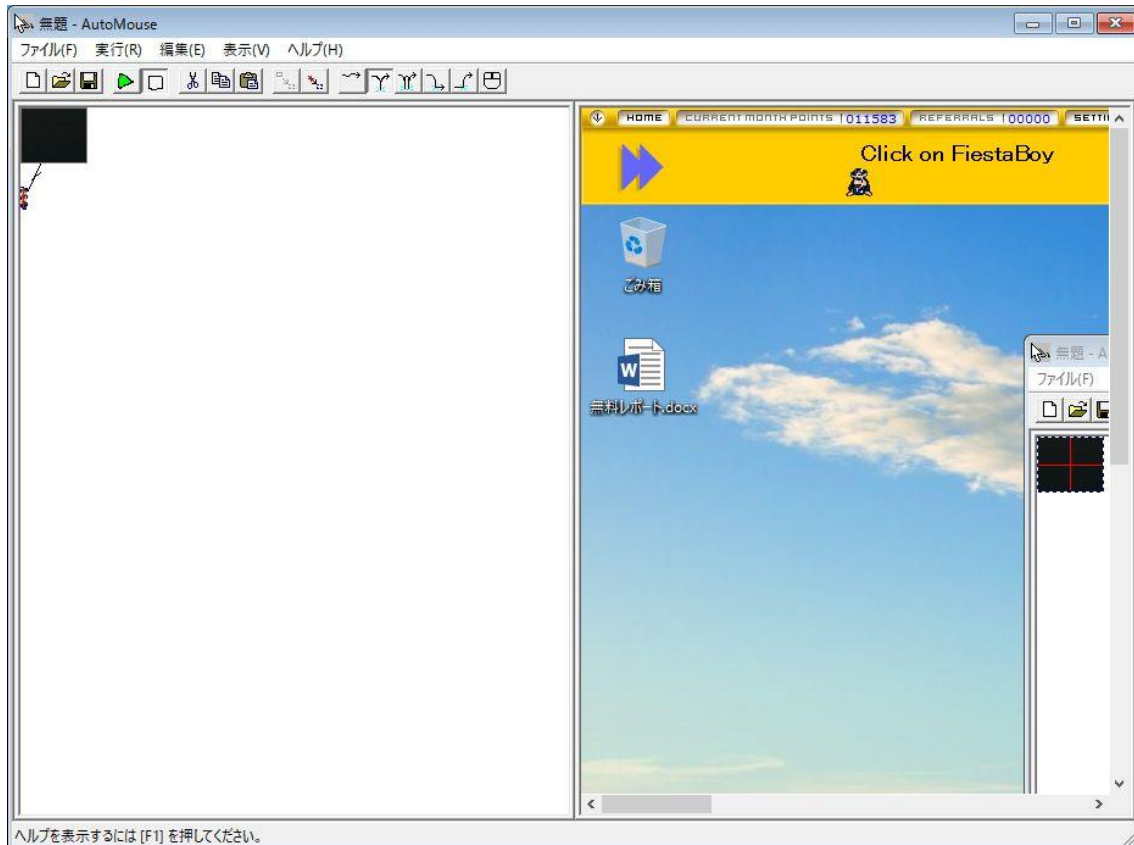 無題 - AutoMouse
ファイル(F) 実行(R) 編集(E) 表示(V) ヘルプ(H)
HOME CURRENT MONTH POINTS 011583 REFERRALS 00000 SETTI
Click on FiestaBoy
ごみ箱
W
無料レポート.docx
無題 - A
ファイル(F)
ヘルプを表示するには [F1] を押してください。